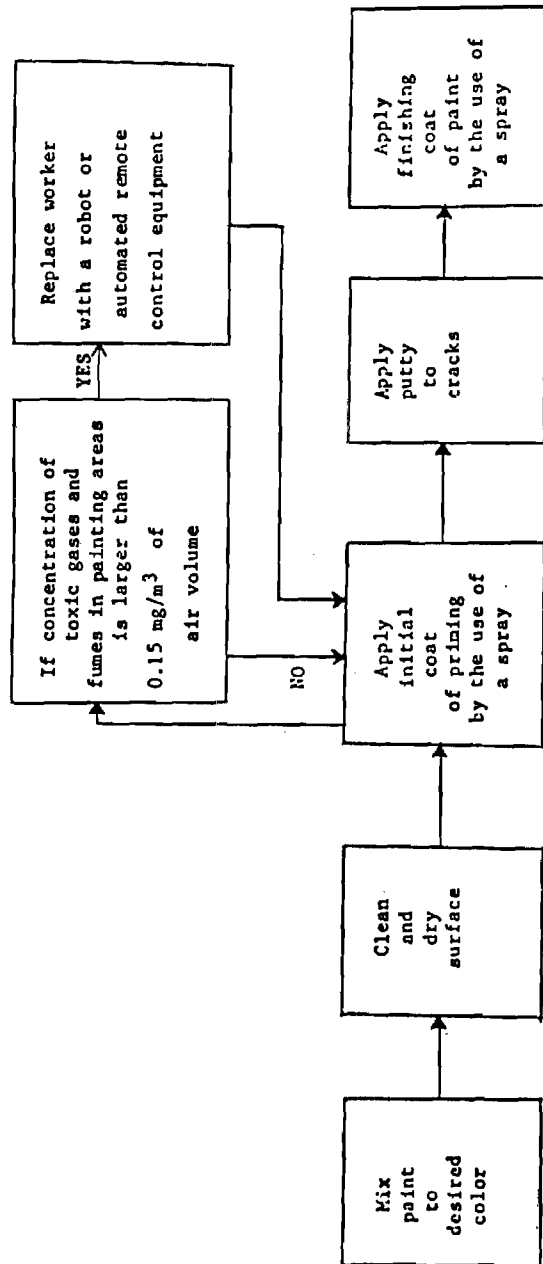 If concentration of
toxic gases and
fumes in painting areas
is larger than
0.15 mg/m³ of
air volume
YES
Replace worker
with a robot or
automated remote
control equipment
NO
Mix
paint
to
desired
color
Clean
and
dry
surface
Apply
initial
coat
of priming
by the use of
a spray
Apply
putty
to
cracks
Apply
finishing
coat
of paint
by the use of
a spray